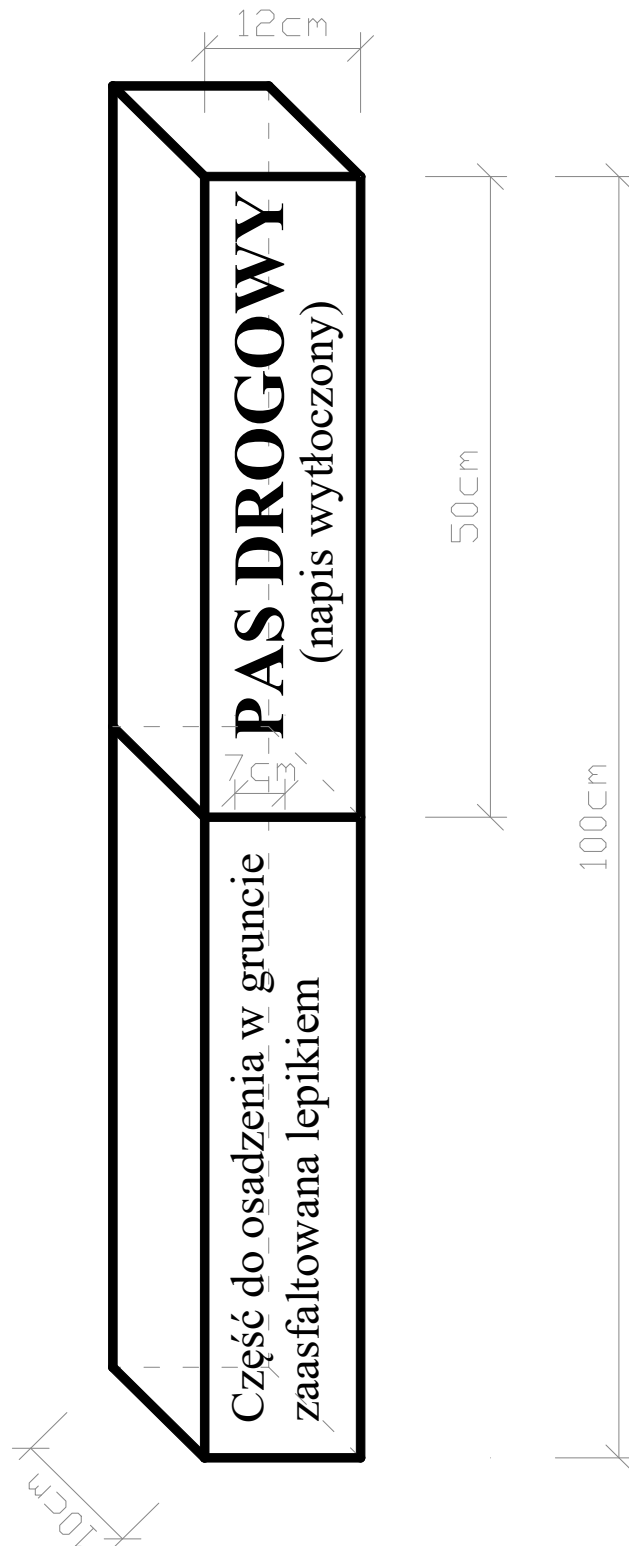 12cm
PAS DROGOWY
(napis wytłoczony)
50cm
7cm
100cm
Część do osadzenia w gruncie
zaasfaltowana lepikiem
10cm